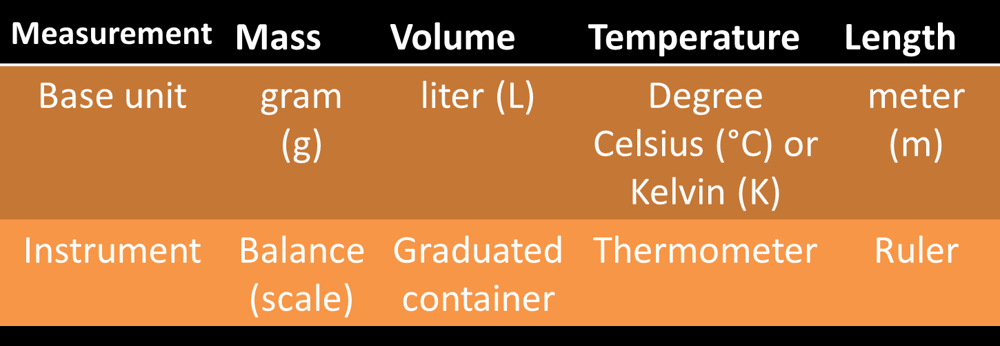 Measurement Mass Volume Temperature Length
Base unit gram liter (L) Degree meter
(g) Celsius (°C) or (m)
Kelvin (K)
Instrument Balance Graduated Thermometer Ruler
(scale) container